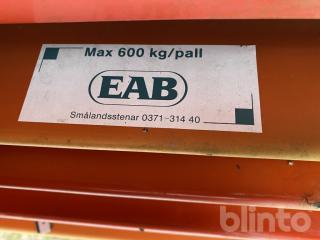 Max 600 kg/pall
EAB
Smålandsstenar 0371-314 40
blinto